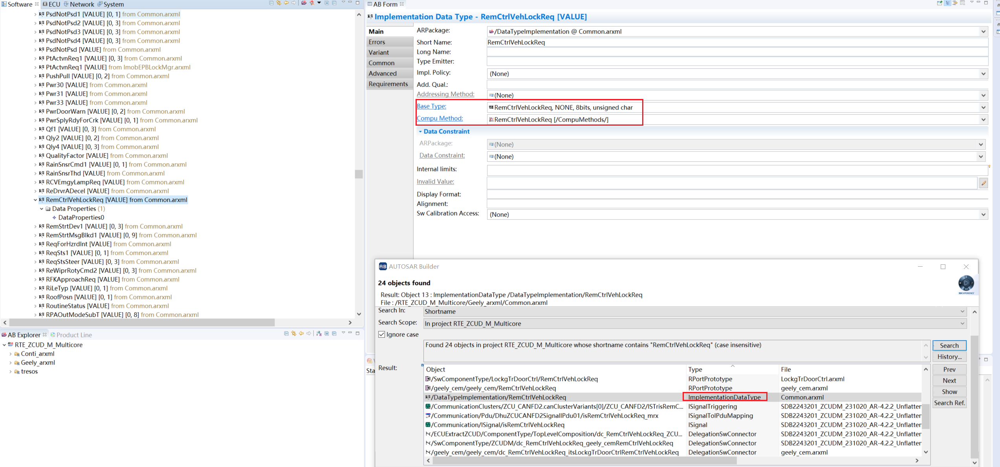 Software
ECU
Network
System
PsdNotPsd1 [VALUE] [0, 1] from Common.arxml
PsdNotPsd2 [VALUE] [0, 3] from Common.arxml
PsdNotPsd3 [VALUE] [0, 3] from Common.arxml
PsdNotPsd4 [VALUE] [0, 3] from Common.arxml
PsdNotPsd [VALUE] from Common.arxml
PtActvnReq1 [VALUE] [0, 3] from Common.arxml
PtActvnReq1 [VALUE] from ImobEPBLockMgr.arxml
PushPull [VALUE] [0, 2] from Common.arxml
Pwr30 [VALUE] from Common.arxml
Pwr31 [VALUE] from Common.arxml
Pwr33 [VALUE] from Common.arxml
PwrDoorWarn [VALUE] [0, 2] from Common.arxml
PwrSplyRdyForCrk [VALUE] [0, 1] from Common.arxml
Qf1 [VALUE] [0, 3] from Common.arxml
Qly2 [VALUE] [0, 2] from Common.arxml
Qly4 [VALUE] [0, 3] from Common.arxml
QualityFactor [VALUE] from Common.arxml
RainSnsrCmd1 [VALUE] [0, 1] from Common.arxml
RainSnsrThd [VALUE] from Common.arxml
RCVEmgyLampReq [VALUE] from Common.arxml
ReDrvrADecel [VALUE] from Common.arxml
RemCtrlVehLockReq [VALUE] from Common.arxml
Data Properties (1)
DataProperties0
RemStrtDev1 [VALUE] [0, 3] from Common.arxml
RemStrtMsgBlkd1 [VALUE] [0, 9] from Common.arxml
ReqForHzrdInt [VALUE] from Common.arxml
ReqSts1 [VALUE] [0, 1] from Common.arxml
ReqStsSteer [VALUE] [0, 3] from Common.arxml
ReWiprRotyCmd2 [VALUE] [0, 3] from Common.arxml
RFKApproachReq [VALUE] from Common.arxml
RiLeTyp [VALUE] [0, 1] from Common.arxml
RoofPosn [VALUE] [0, 1] from Common.arxml
RoutineStatus [VALUE] from Common.arxml
RPAOutModeSubT [VALUE] [0, 8] from Common.arxml
AB Explorer
Product Line
RTE_ZCUD_M_Multicore
Conti_arxml
Geely_arxml
tresos
AB Form
Implementation Data Type - RemCtrlVehLockReq [VALUE]
Main
Errors
Variant
Common
Advanced
Requirements
ARPackage: /DataTypeImplementation @ Common.arxml
Short Name: RemCtrlVehLockReq
Long Name:
Type Emitter:
Impl. Policy: (None)
Add. Qual.:
Addressing Method: (None)
Base Type: RemCtrlVehLockReq, NONE, 8bits, unsigned char
Compu Method: RemCtrlVehLockReq [/CompuMethods/]
Data Constraint
ARPackage: (None)
Data Constraint: (None)
Internal limits:
Invalid Value:
Display Format:
Alignment:
Sw Calibration Access: (None)
Sta
AB AUTOSAR Builder
24 objects found
3DEXPERIENCE
Result: Object 13 : ImplementationDataType /DataTypeImplementation/RemCtrlVehLockReq
File : /RTE_ZCUD_M_Multicore/Geely_arxml/Common.arxml
Search In: Shortname
Search Scope: In project RTE_ZCUD_M_Multicore
Ignore case
Found 24 objects in project RTE_ZCUD_M_Multicore whose shortname contains "RemCtrlVehLockReq" (case insensitive)
Search
History...
Result:
Prev
Next
Show
Search Ref.
Object Type File
/SwComponentType/LockgTrDoorCtrl/RemCtrlVehLockReq RPortPrototype LockgTrDoorCtrl.arxml
/geely_cem/geely_cem/RemCtrlVehLockReq RPortPrototype geely_cem.arxml
/DataTypeImplementation/RemCtrlVehLockReq ImplementationDataType Common.arxml
/CommunicationClusters/ZCU_CANFD2.canClusterVariants[0]/ZCU_CANFD2/ISTrisRemC... ISignalTriggering SDB2243201_ZCUDM_231020_AR-4.2.2_Unflatten
/Communication/Pdu/DhuZCUCANFD2SignalIPdu01/isRemCtrlVehLockReq_mrx ISignalToIPduMapping SDB2243201_ZCUDM_231020_AR-4.2.2_Unflatten
/Communication/ISignal/isRemCtrlVehLockReq ISignal SDB2243201_ZCUDM_231020_AR-4.2.2_Unflatten
/ECUExtractZCUD/ComponentType/TopLevelComposition/dc_RemCtrlVehLockReq_ZCU... DelegationSwConnector SDB2243201_ZCUDM_231020_AR-4.2.2_Unflatten
/SwComponentType/ZCUDM/dc_RemCtrlVehLockReq_geely_cemRemCtrlVehLockReq DelegationSwConnector SDB2243201_ZCUDM_231020_AR-4.2.2_Unflatten
/geely_cem/geely_cem/dc_RemCtrlVehLockReq_itsLockgTrDoorCtrlRemCtrlVehLockReq DelegationSwConnector geely_cem.arxml